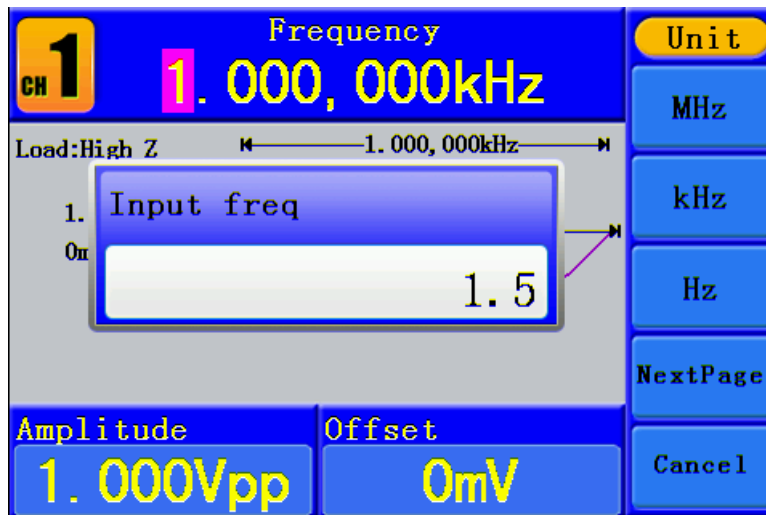 CH 1
Frequency
1.000,000kHz
Load:High Z
1.000,000kHz
1.
Input freq
1.5
Amplitude
1.000Vpp
Offset
0mV
Unit
MHz
kHz
Hz
NextPage
Cancel